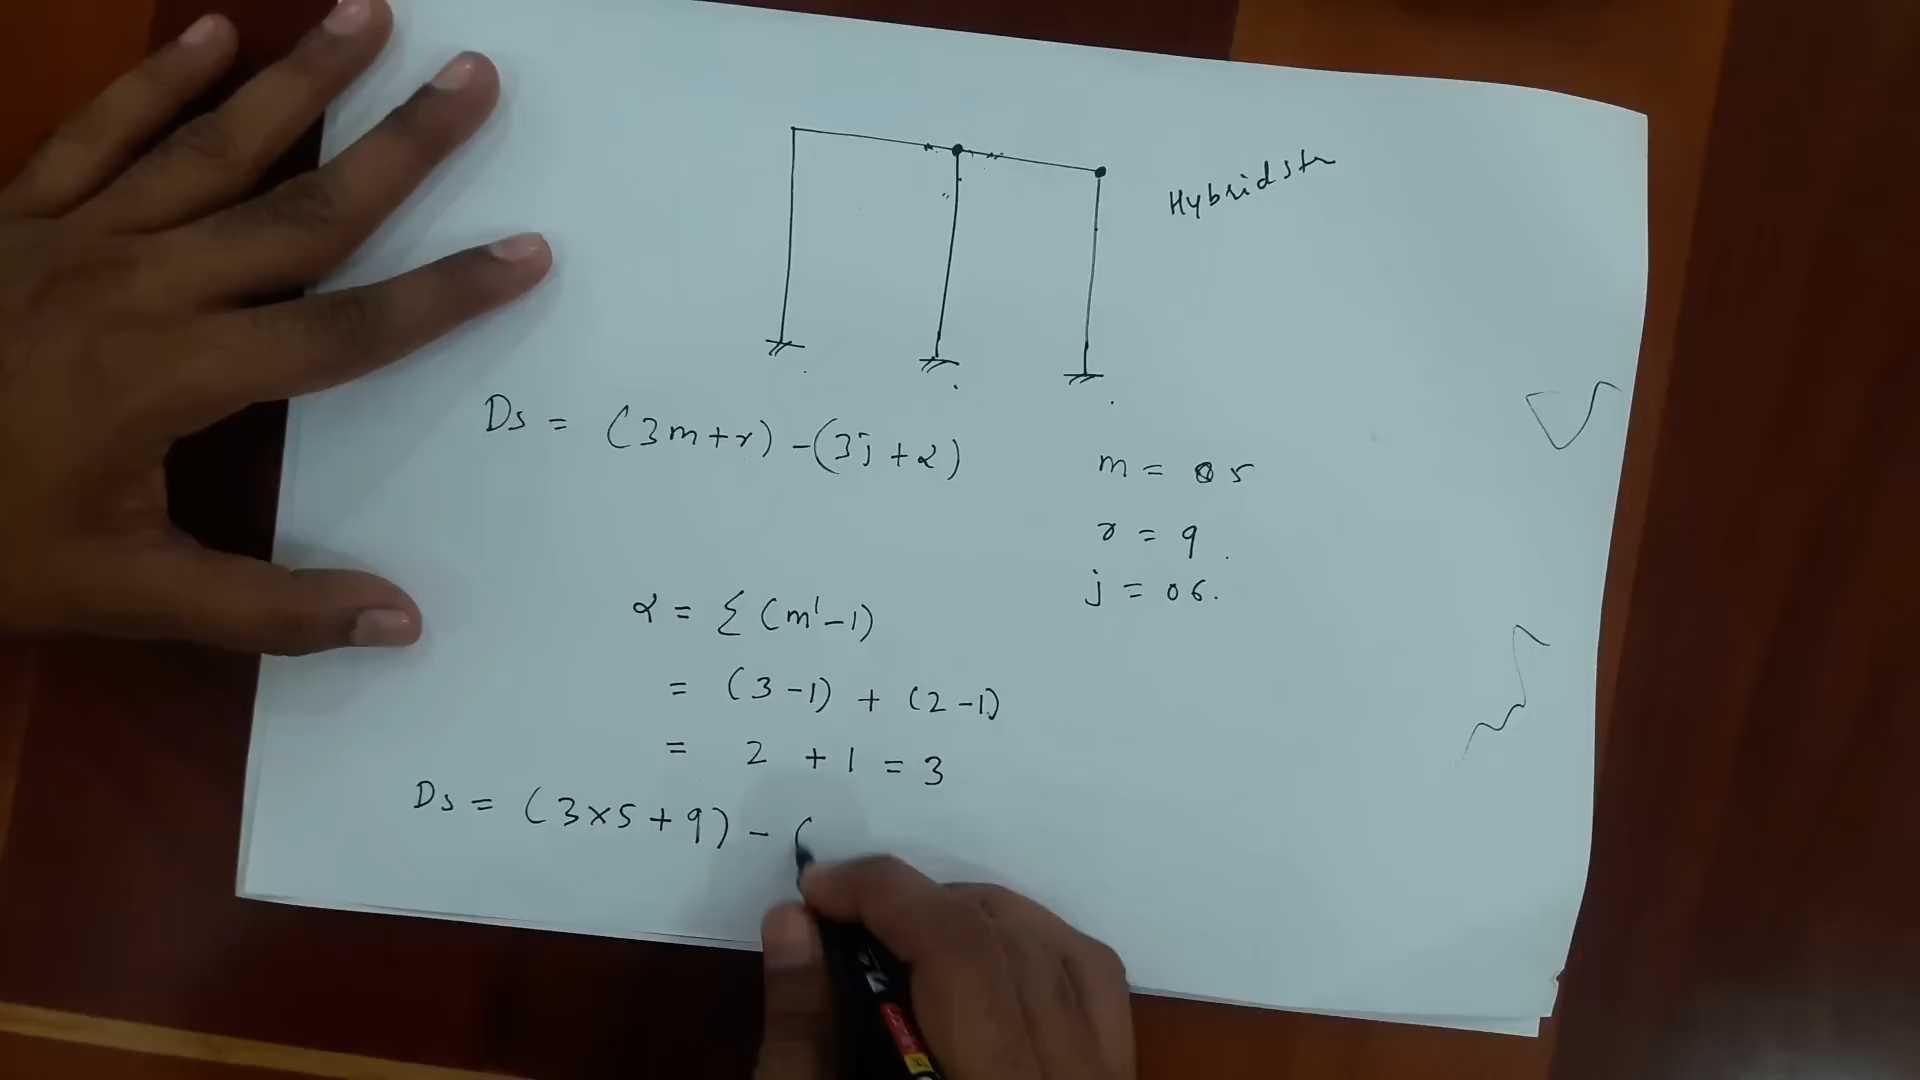 Hybrid str
Ds = (3m+r) - (3j + α)
m = 05
r = 9
j = 06.
α = Σ (m'-1)
= (3-1) + (2-1)
= 2 + 1 = 3
Ds = (3×5+9) - (